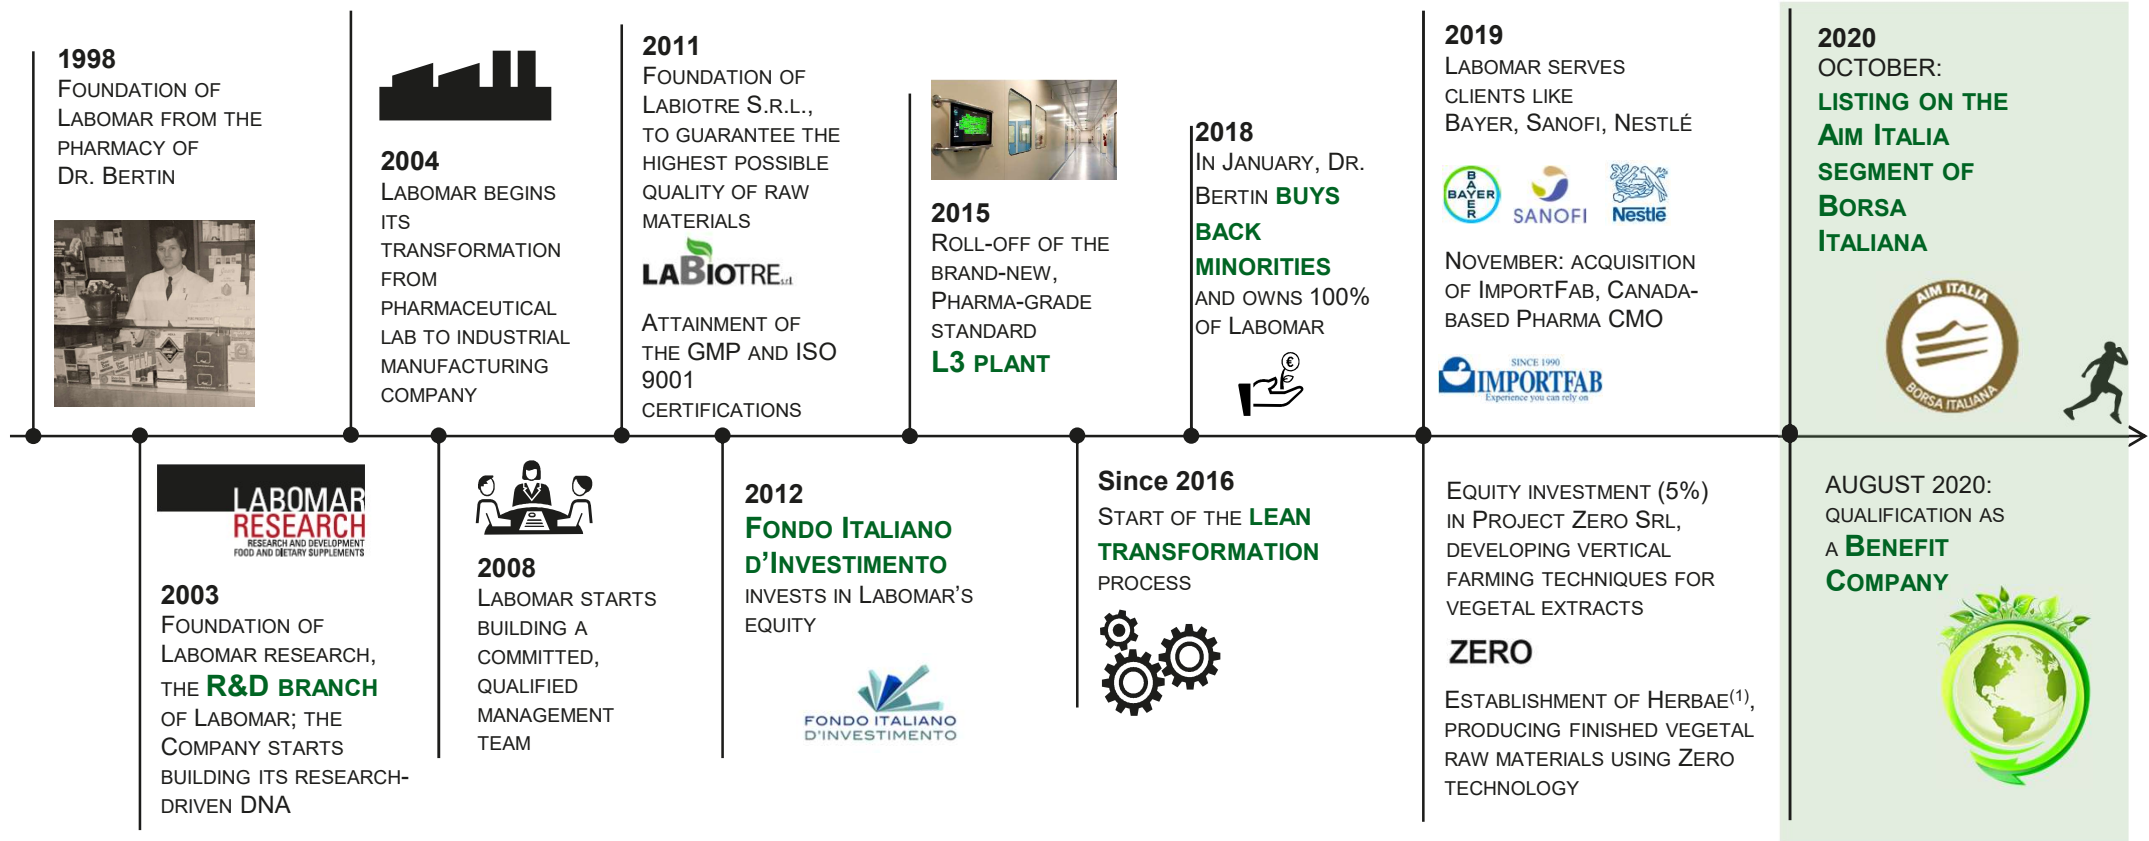 1998
FOUNDATION OF
LABOMAR FROM THE
PHARMACY OF
DR. BERTIN
LABOMAR
RESEARCH
RESEARCH AND DEVELOPMENT
FOOD AND DIETARY SUPPLEMENTS
2003
FOUNDATION OF
LABOMAR RESEARCH,
THE R&D BRANCH
OF LABOMAR; THE
COMPANY STARTS
BUILDING ITS RESEARCH-
DRIVEN DNA
2004
LABOMAR BEGINS
ITS
TRANSFORMATION
FROM
PHARMACEUTICAL
LAB TO INDUSTRIAL
MANUFACTURING
COMPANY
2008
LABOMAR STARTS
BUILDING A
COMMITTED,
QUALIFIED
MANAGEMENT
TEAM
2011
FOUNDATION OF
LABIOTRE S.R.L.,
TO GUARANTEE THE
HIGHEST POSSIBLE
QUALITY OF RAW
MATERIALS
LABIOTRE s.r.l.
ATTAINMENT OF
THE GMP AND ISO
9001
CERTIFICATIONS
2012
FONDO ITALIANO
D'INVESTIMENTO
INVESTS IN LABOMAR'S
EQUITY
FONDO ITALIANO
D'INVESTIMENTO
2015
ROLL-OFF OF THE
BRAND-NEW,
PHARMA-GRADE
STANDARD
L3 PLANT
Since 2016
START OF THE LEAN
TRANSFORMATION
PROCESS
2018
IN JANUARY, DR.
BERTIN BUYS
BACK
MINORITIES
AND OWNS 100%
OF LABOMAR
€
2019
LABOMAR SERVES
CLIENTS LIKE
BAYER, SANOFI, NESTLÉ
BAYER
BAYER
SANOFI
Nestlé
NOVEMBER: ACQUISITION
OF IMPORTFAB, CANADA-
BASED PHARMA CMO
SINCE 1990
IMPORTFAB
Experience you can rely on
EQUITY INVESTMENT (5%)
IN PROJECT ZERO SRL,
DEVELOPING VERTICAL
FARMING TECHNIQUES FOR
VEGETAL EXTRACTS
ZERO
ESTABLISHMENT OF HERBAE(1),
PRODUCING FINISHED VEGETAL
RAW MATERIALS USING ZERO
TECHNOLOGY
2020
OCTOBER:
LISTING ON THE
AIM ITALIA
SEGMENT OF
BORSA
ITALIANA
AIM ITALIA
BORSA ITALIANA
AUGUST 2020:
QUALIFICATION AS
A BENEFIT
COMPANY